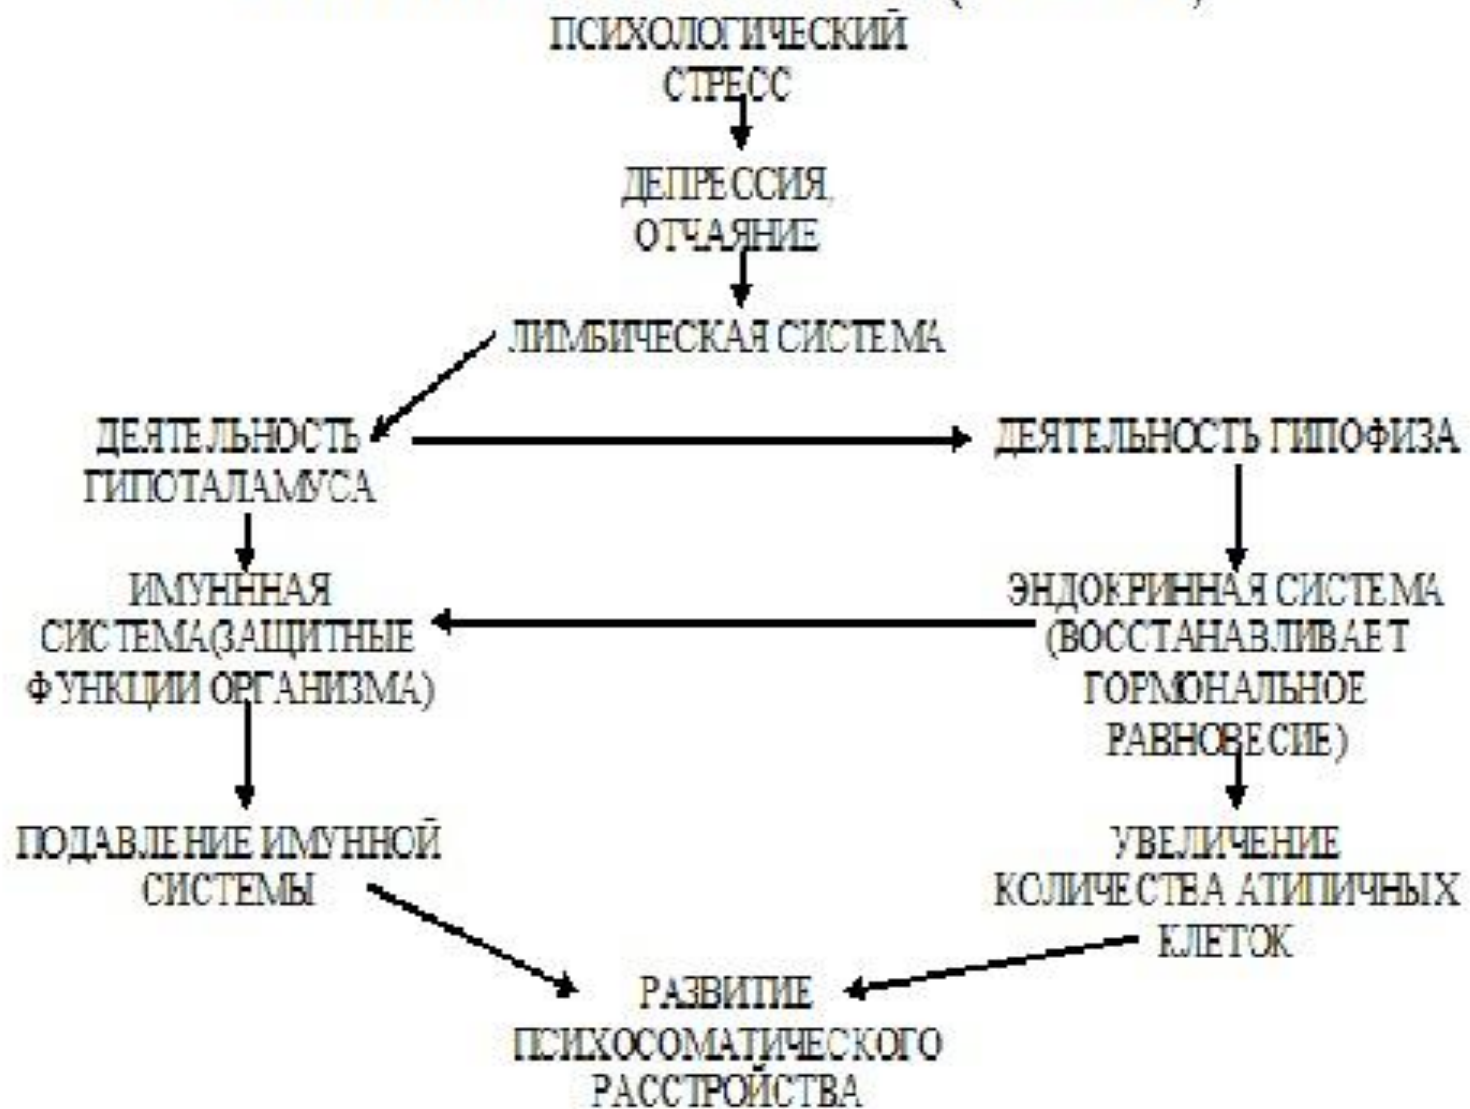 ПСИХОЛОГИЧЕСКИЙ
СТРЕСС
ДЕПРЕССИЯ,
ОТЧАЯНИЕ
ЛИМБИЧЕСКАЯ СИСТЕМА
ДЕЯТЕЛЬНОСТЬ
ГИПОТАЛАМУСА
ДЕЯТЕЛЬНОСТЬ ГИПОФИЗА
ИМУНННАЯ
СИСТЕМА(ЗАЩИТНЫЕ
ФУНКЦИИ ОРГАНИЗМА)
ЭНДОКРИННАЯ СИСТЕМА
(ВОССТАНАВЛИВАЕТ
ГОРМОНАЛЬНОЕ
РАВНОВЕСИЕ)
ПОДАВЛЕНИЕ ИМУННОЙ
СИСТЕМЫ
УВЕЛИЧЕНИЕ
КОЛИЧЕСТВА АТИПИЧНЫХ
КЛЕТОК
РАЗВИТИЕ
ПСИХОСОМАТИЧЕСКОГО
РАССТРОЙСТВА